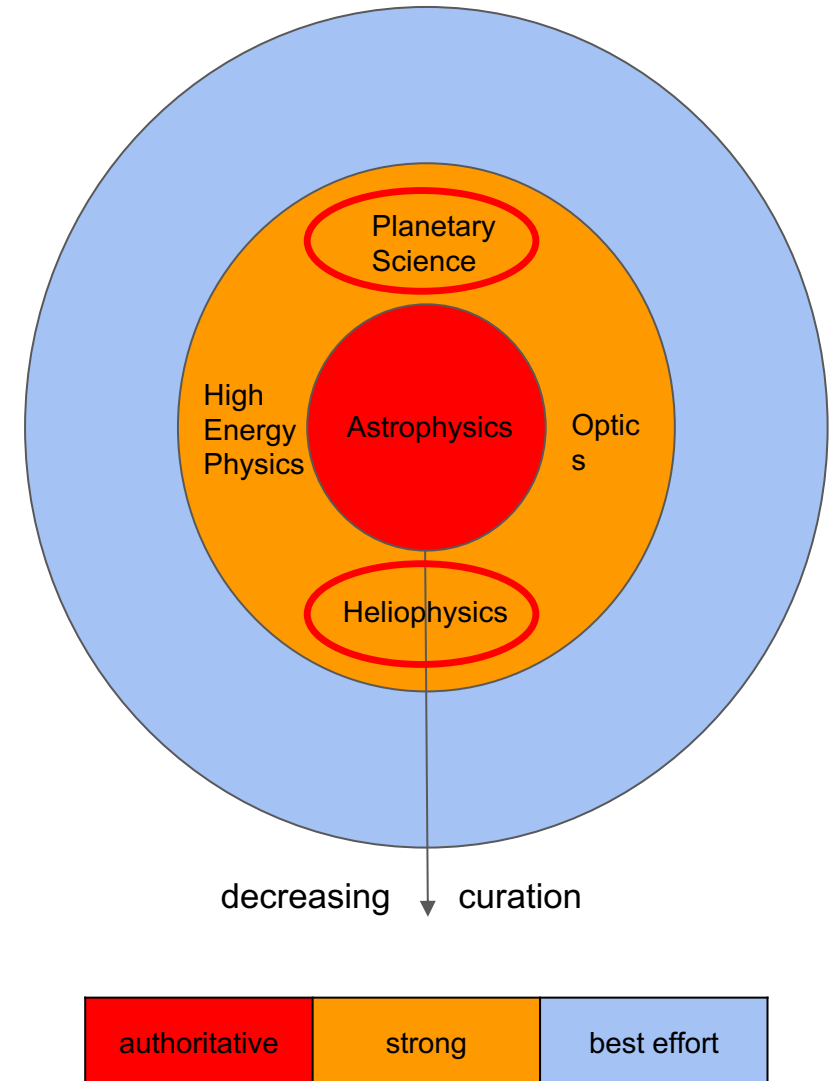 Planetary
Science
High
Energy
Physics
Astrophysics
Optic
s
Heliophysics
decreasing curation
authoritative strong best effort